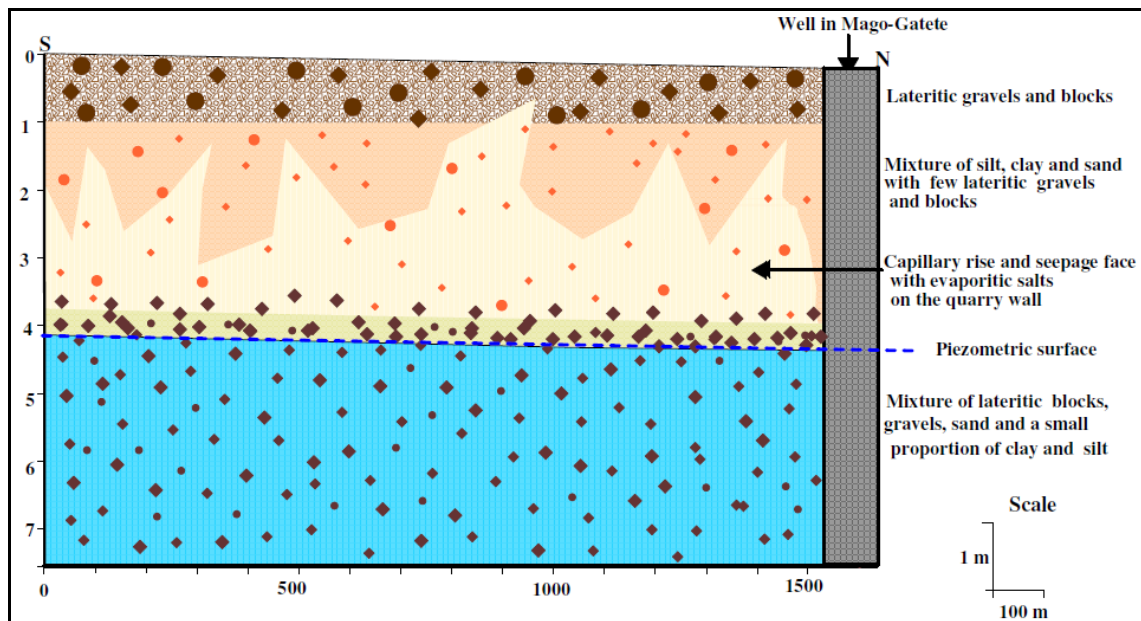 Well in Mago-Gatete
S
N
0
1
2
3
4
5
6
7
Lateritic gravels and blocks
Mixture of silt, clay and sand
with few lateritic gravels
and blocks
Capillary rise and seepage face
with evaporitic salts
on the quarry wall
Piezometric surface
Mixture of lateritic blocks,
gravels, sand and a small
proportion of clay and silt
Scale
1 m
100 m
0
500
1000
1500